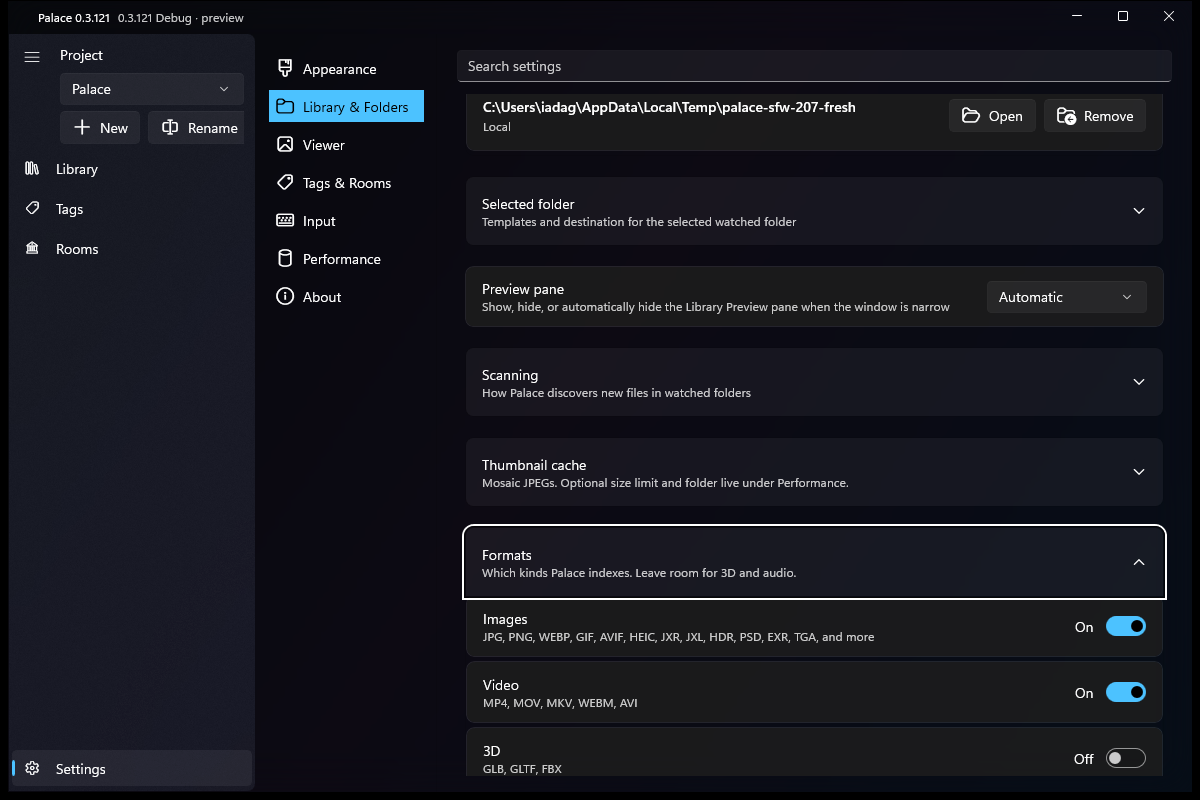 Palace 0.3.121 0.3.121 Debug · preview
Project
Palace
New
Rename
Library
Tags
Rooms
Settings
Appearance
Library & Folders
Viewer
Tags & Rooms
Input
Performance
About
Search settings
C:\Users\iadag\AppData\Local\Temp\palace-sfw-207-fresh
Local
Open
Remove
Selected folder
Templates and destination for the selected watched folder
Preview pane
Show, hide, or automatically hide the Library Preview pane when the window is narrow
Automatic
Scanning
How Palace discovers new files in watched folders
Thumbnail cache
Mosaic JPEGs. Optional size limit and folder live under Performance.
Formats
Which kinds Palace indexes. Leave room for 3D and audio.
Images
JPG, PNG, WEBP, GIF, AVIF, HEIC, JXR, JXL, HDR, PSD, EXR, TGA, and more
On
Video
MP4, MOV, MKV, WEBM, AVI
On
3D
GLB, GLTF, FBX
Off